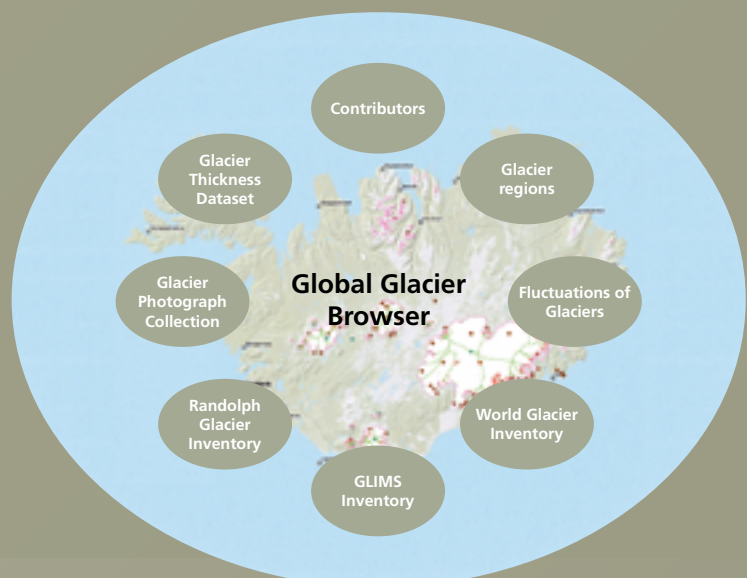 Contributors
Glacier
Thickness
Dataset
Glacier
regions
Global Glacier
Browser
Glacier
Photograph
Collection
Fluctuations of
Glaciers
Randolph
Glacier
Inventory
World Glacier
Inventory
GLIMS
Inventory